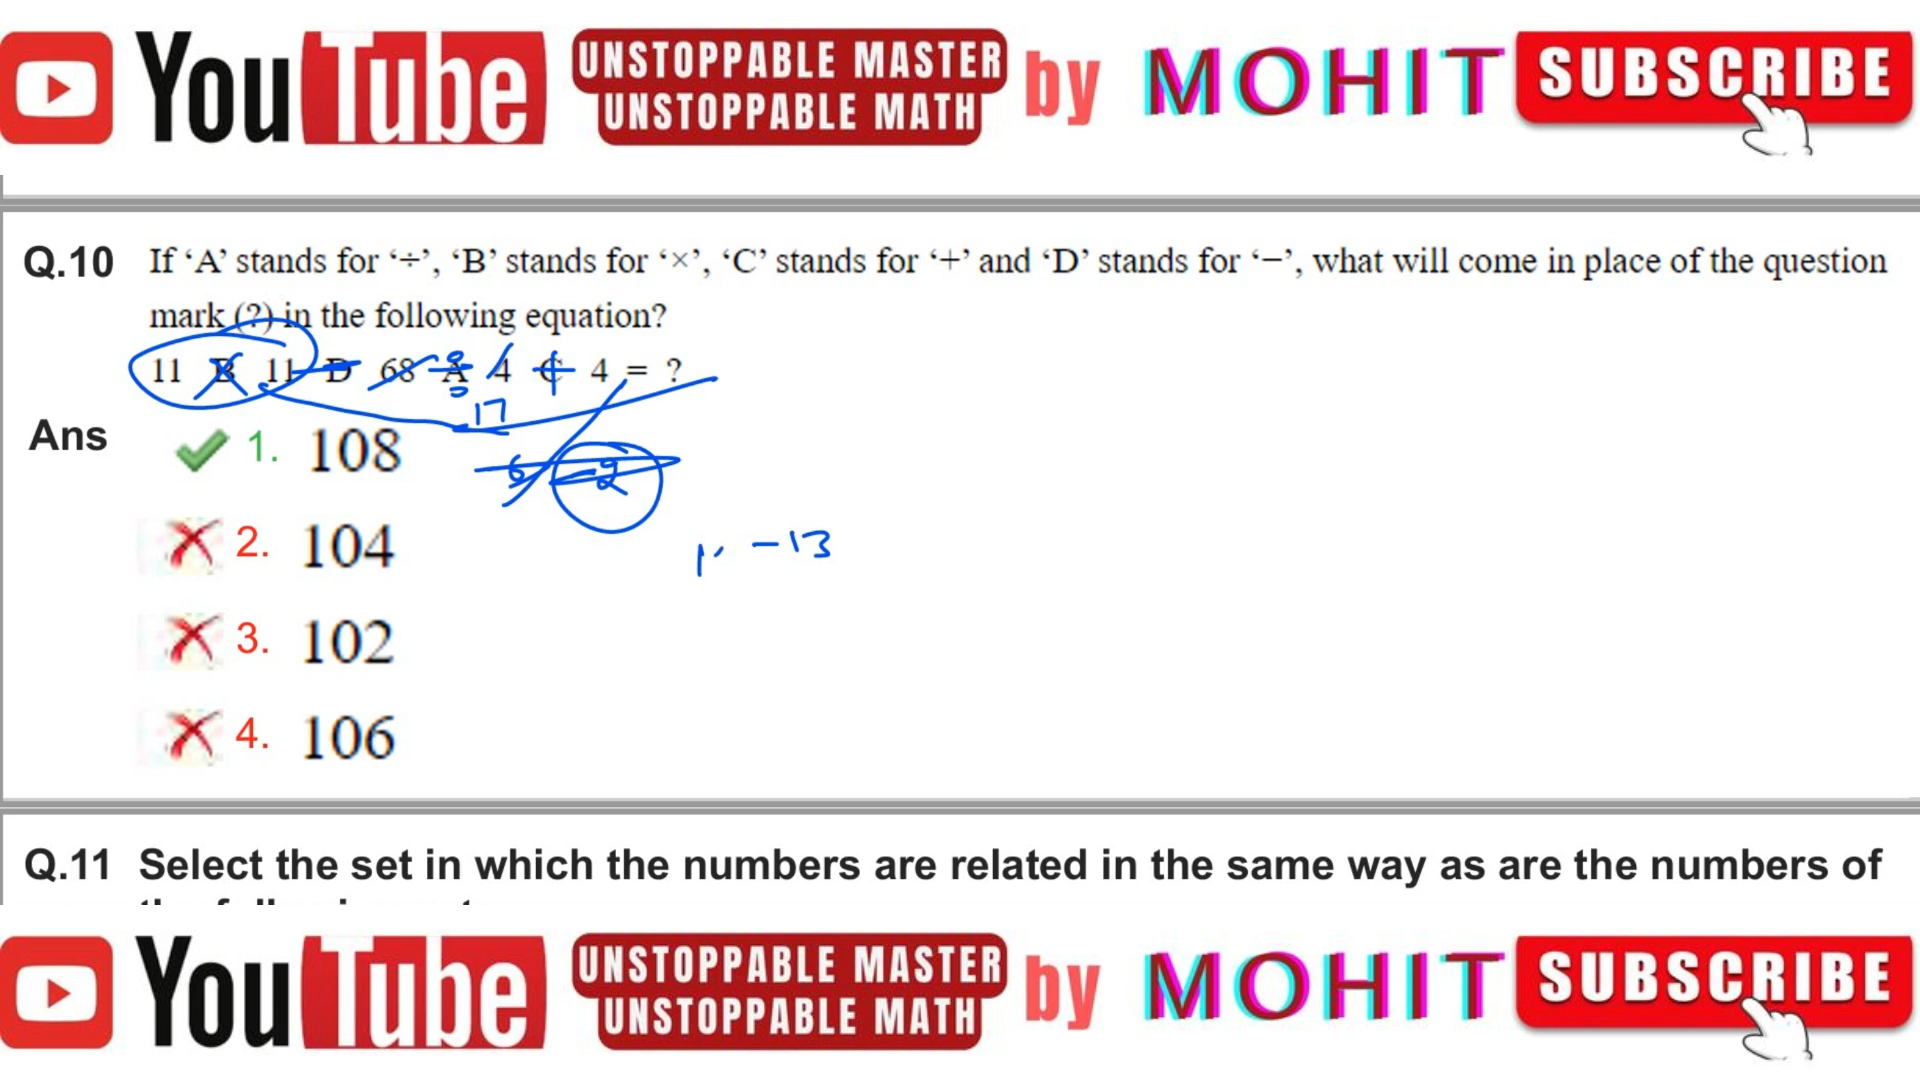 YouTube UNSTOPPABLE MASTER by MOHIT SUBSCRIBE
UNSTOPPABLE MATH
Q.10 If ‘A’ stands for ‘÷’, ‘B’ stands for ‘×’, ‘C’ stands for ‘+’ and ‘D’ stands for ‘−’, what will come in place of the question
mark (?) in the following equation?
11 B 11 D 68 A 4 C 4 = ?
17
Ans 1. 108
2. 104
-13
3. 102
4. 106
Q.11 Select the set in which the numbers are related in the same way as are the numbers of
YouTube UNSTOPPABLE MASTER by MOHIT SUBSCRIBE
UNSTOPPABLE MATH